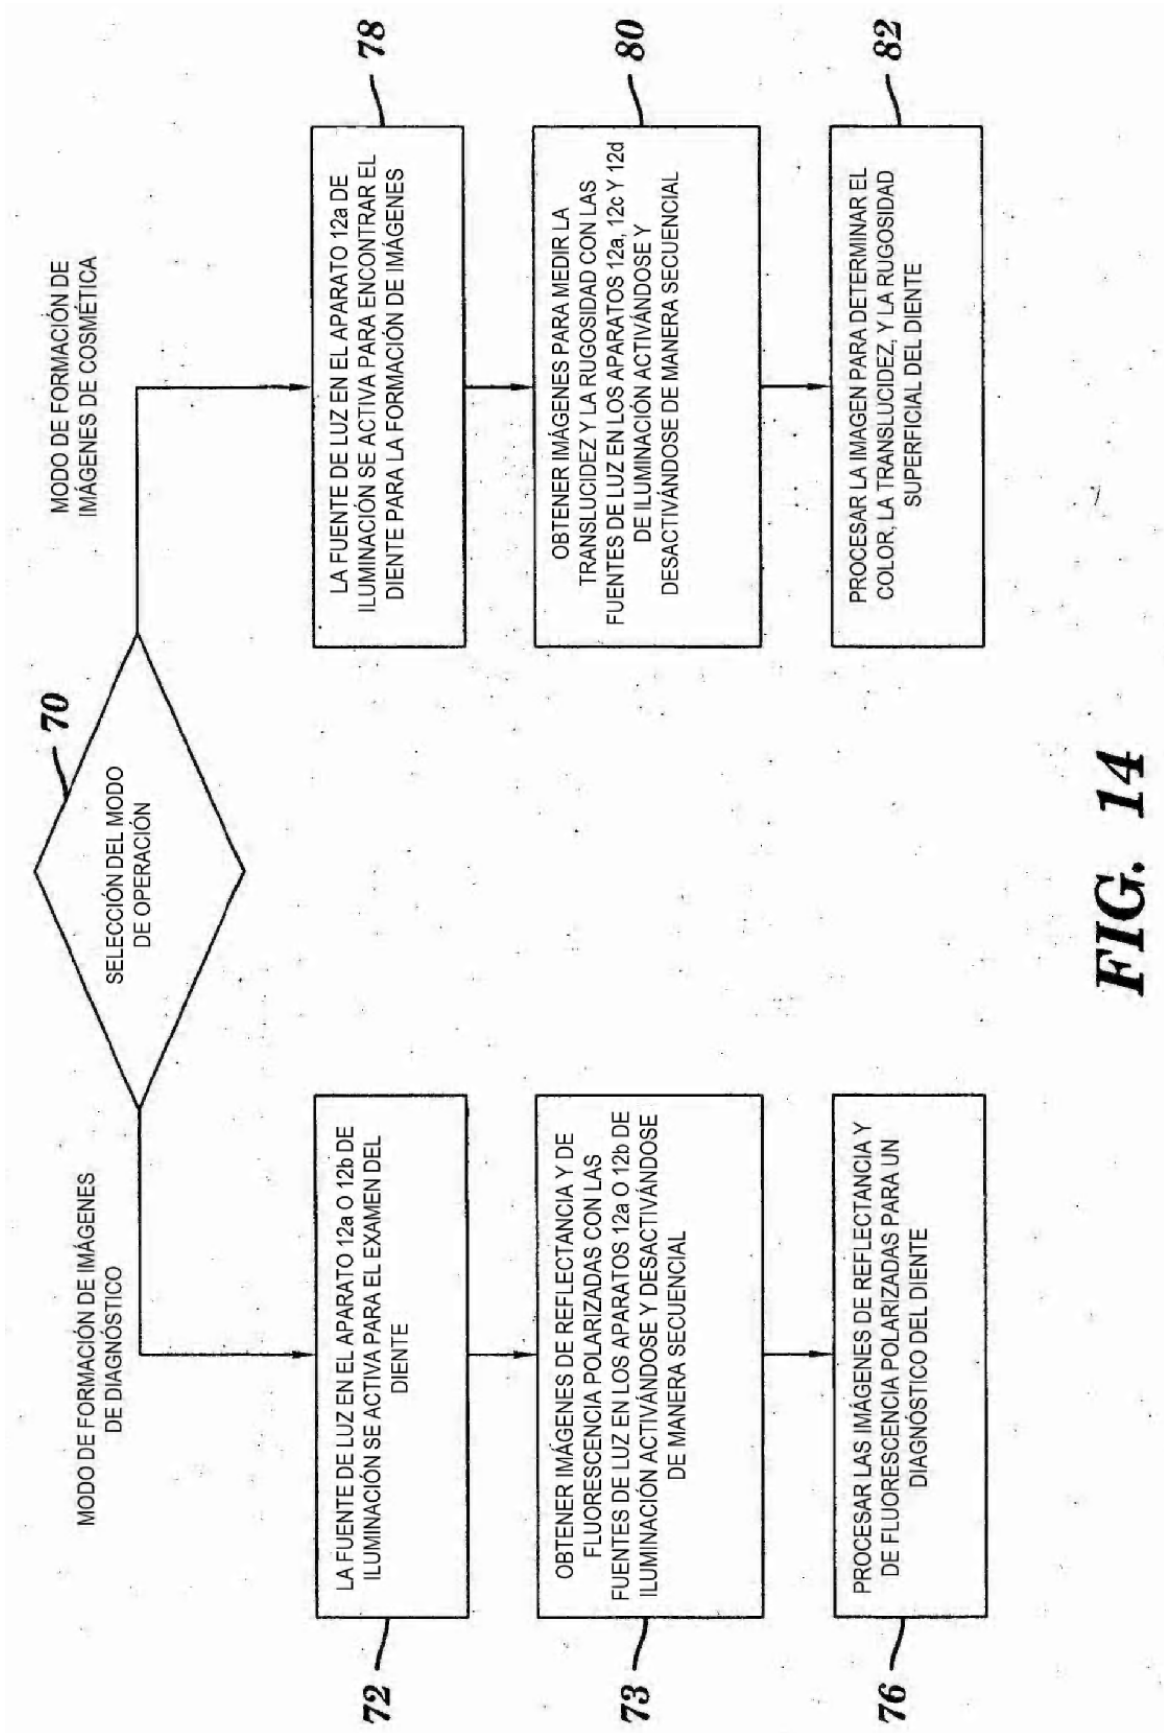 70
SELECCIÓN DEL MODO
DE OPERACIÓN
MODO DE FORMACIÓN DE IMÁGENES
DE DIAGNÓSTICO
72
LA FUENTE DE LUZ EN EL APARATO 12a O 12b DE
ILUMINACIÓN SE ACTIVA PARA EL EXAMEN DEL
DIENTE
73
OBTENER IMÁGENES DE REFLECTANCIA Y DE
FLUORESCENCIA POLARIZADAS CON LAS
FUENTES DE LUZ EN LOS APARATOS 12a O 12b DE
ILUMINACIÓN ACTIVÁNDOSE Y DESACTIVÁNDOSE
DE MANERA SECUENCIAL
76
PROCESAR LAS IMÁGENES DE REFLECTANCIA Y
DE FLUORESCENCIA POLARIZADAS PARA UN
DIAGNÓSTICO DEL DIENTE
MODO DE FORMACIÓN DE
IMÁGENES DE COSMÉTICA
78
LA FUENTE DE LUZ EN EL APARATO 12a DE
ILUMINACIÓN SE ACTIVA PARA ENCONTRAR EL
DIENTE PARA LA FORMACIÓN DE IMÁGENES
80
OBTENER IMÁGENES PARA MEDIR LA
TRANSLUCIDEZ Y LA RUGOSIDAD CON LAS
FUENTES DE LUZ EN LOS APARATOS 12a, 12c Y 12d
DE ILUMINACIÓN ACTIVÁNDOSE Y
DESACTIVÁNDOSE DE MANERA SECUENCIAL
82
PROCESAR LA IMAGEN PARA DETERMINAR EL
COLOR, LA TRANSLUCIDEZ, Y LA RUGOSIDAD
SUPERFICIAL DEL DIENTE
FIG. 14